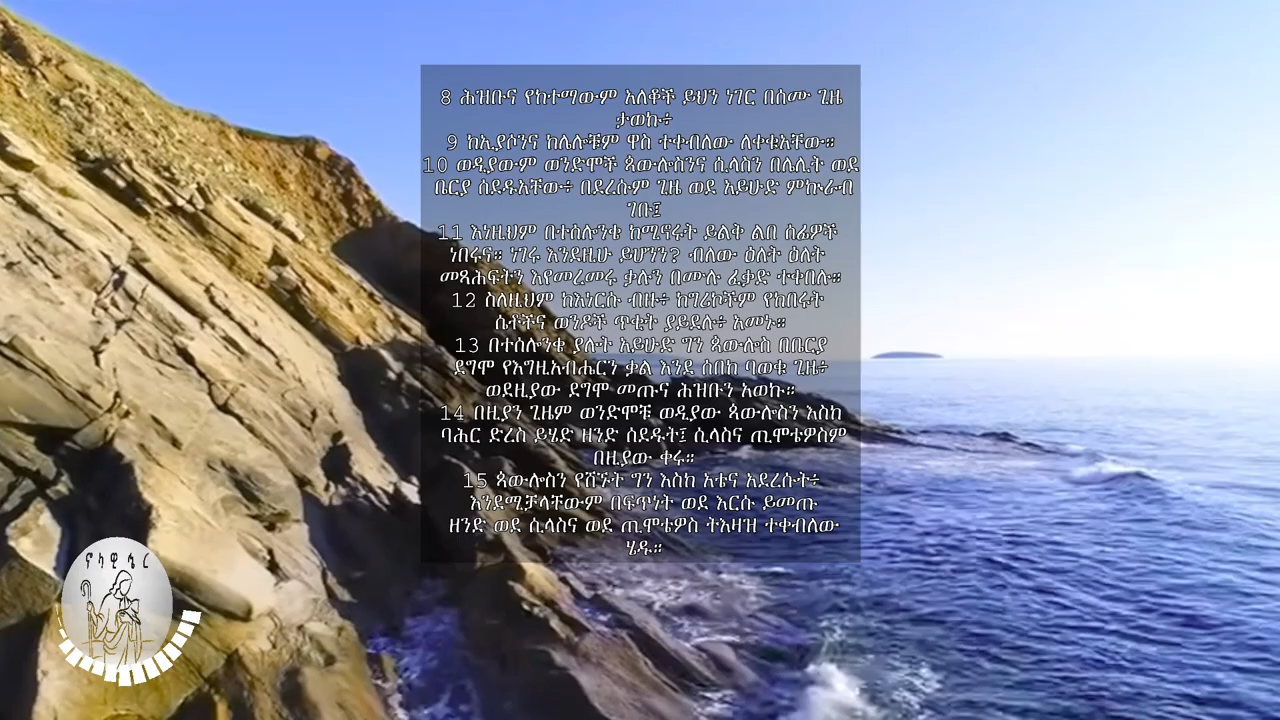 8 ሕዝቡና የከተማውም አለቆች ይህን ነገር በሰሙ ጊዜ
ታወኩ፥
9 ከኢያሶንና ከሌሎቹም ዋስ ተቀብለው ለቀቁአቸው።
10 ወዲያውም ወንድሞች ጳውሎስንና ሲላስን በሌሊት ወደ
ቤርያ ሰደዱአቸው፥ በደረሱም ጊዜ ወደ አይሁድ ምኩራብ
ገቡ፤
11 እነዚህም በተሰሎንቄ ከሚኖሩት ይልቅ ልበ ሰፊዎች
ነበሩና። ነገሩ እንደዚሁ ይሆንን? ብለው ዕለት ዕለት
መጻሕፍትን እየመረመሩ ቃሉን በሙሉ ፈቃድ ተቀበሉ።
12 ስለዚህም ከእነርሱ ብዙ፥ ከግሪኮችም የከበሩት
ሴቶችና ወንዶች ጥቂት ያይደሉ፥ አመኑ።
13 በተሰሎንቄ ያሉት አይሁድ ግን ጳውሎስ በቤርያ
ደግሞ የእግዚአብሔርን ቃል እንደ ሰበከ ባወቁ ጊዜ፥
ወደዚያው ደግሞ መጡና ሕዝቡን አወኩ።
14 በዚያን ጊዜም ወንድሞቹ ወዲያው ጳውሎስን እስከ
ባሕር ድረስ ይሄድ ዘንድ ሰደዱት፤ ሲላስና ጢሞቴዎስም
በዚያው ቀሩ።
15 ጳውሎስን የሸኙት ግን እስከ አቴና አደረሱት፥
እንደሚቻላቸውም በፍጥነት ወደ እርሱ ይመጡ
ዘንድ ወደ ሲላስና ወደ ጢሞቴዎስ ትእዛዝ ተቀብለው
ሄዱ።
ኖላዊ ኄር